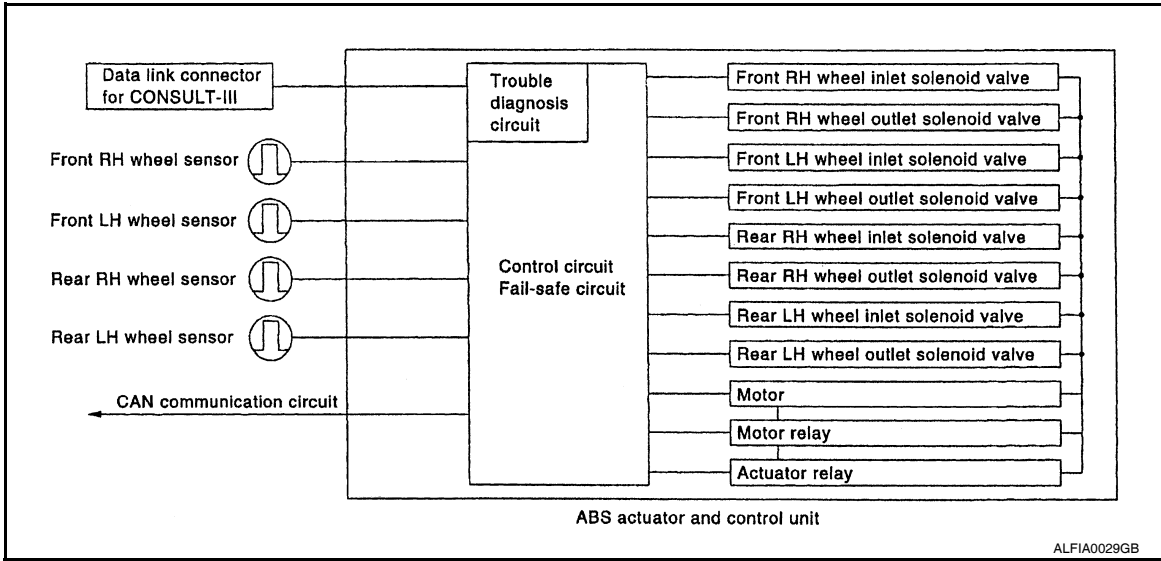 Data link connector
for CONSULT-III
Front RH wheel sensor
Front LH wheel sensor
Rear RH wheel sensor
Rear LH wheel sensor
CAN communication circuit
Trouble
diagnosis
circuit
Control circuit
Fail-safe circuit
Front RH wheel inlet solenoid valve
Front RH wheel outlet solenoid valve
Front LH wheel inlet solenoid valve
Front LH wheel outlet solenoid valve
Rear RH wheel inlet solenoid valve
Rear RH wheel outlet solenoid valve
Rear LH wheel inlet solenoid valve
Rear LH wheel outlet solenoid valve
Motor
Motor relay
Actuator relay
ABS actuator and control unit
ALFIA0029GB